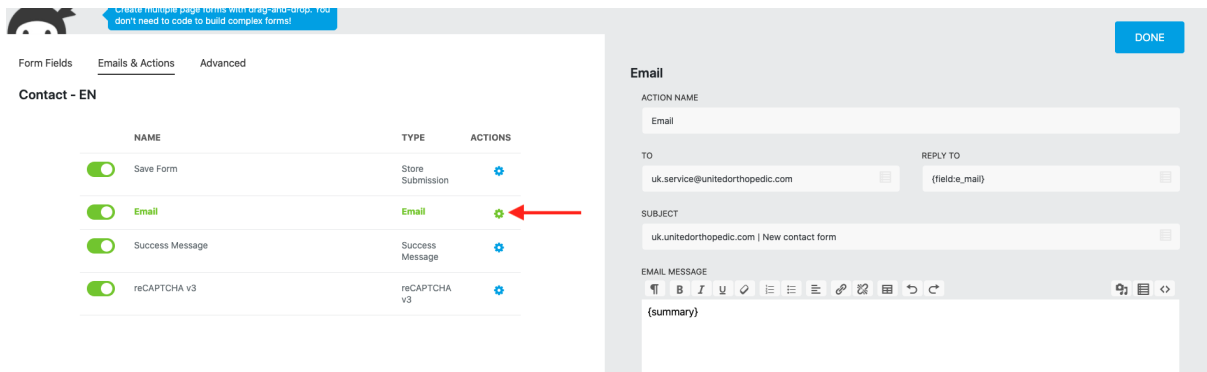 Create multiple page forms with drag-and-drop. You
don't need to code to build complex forms!
DONE
Form Fields Emails & Actions Advanced
Contact - EN
NAME TYPE ACTIONS
Save Form Store
Submission
Email Email
Success Message Success
Message
reCAPTCHA v3 reCAPTCHA
v3
Email
ACTION NAME
Email
TO REPLY TO
uk.service@unitedorthopedic.com {field:e_mail}
SUBJECT
uk.unitedorthopedic.com | New contact form
EMAIL MESSAGE
{summary}